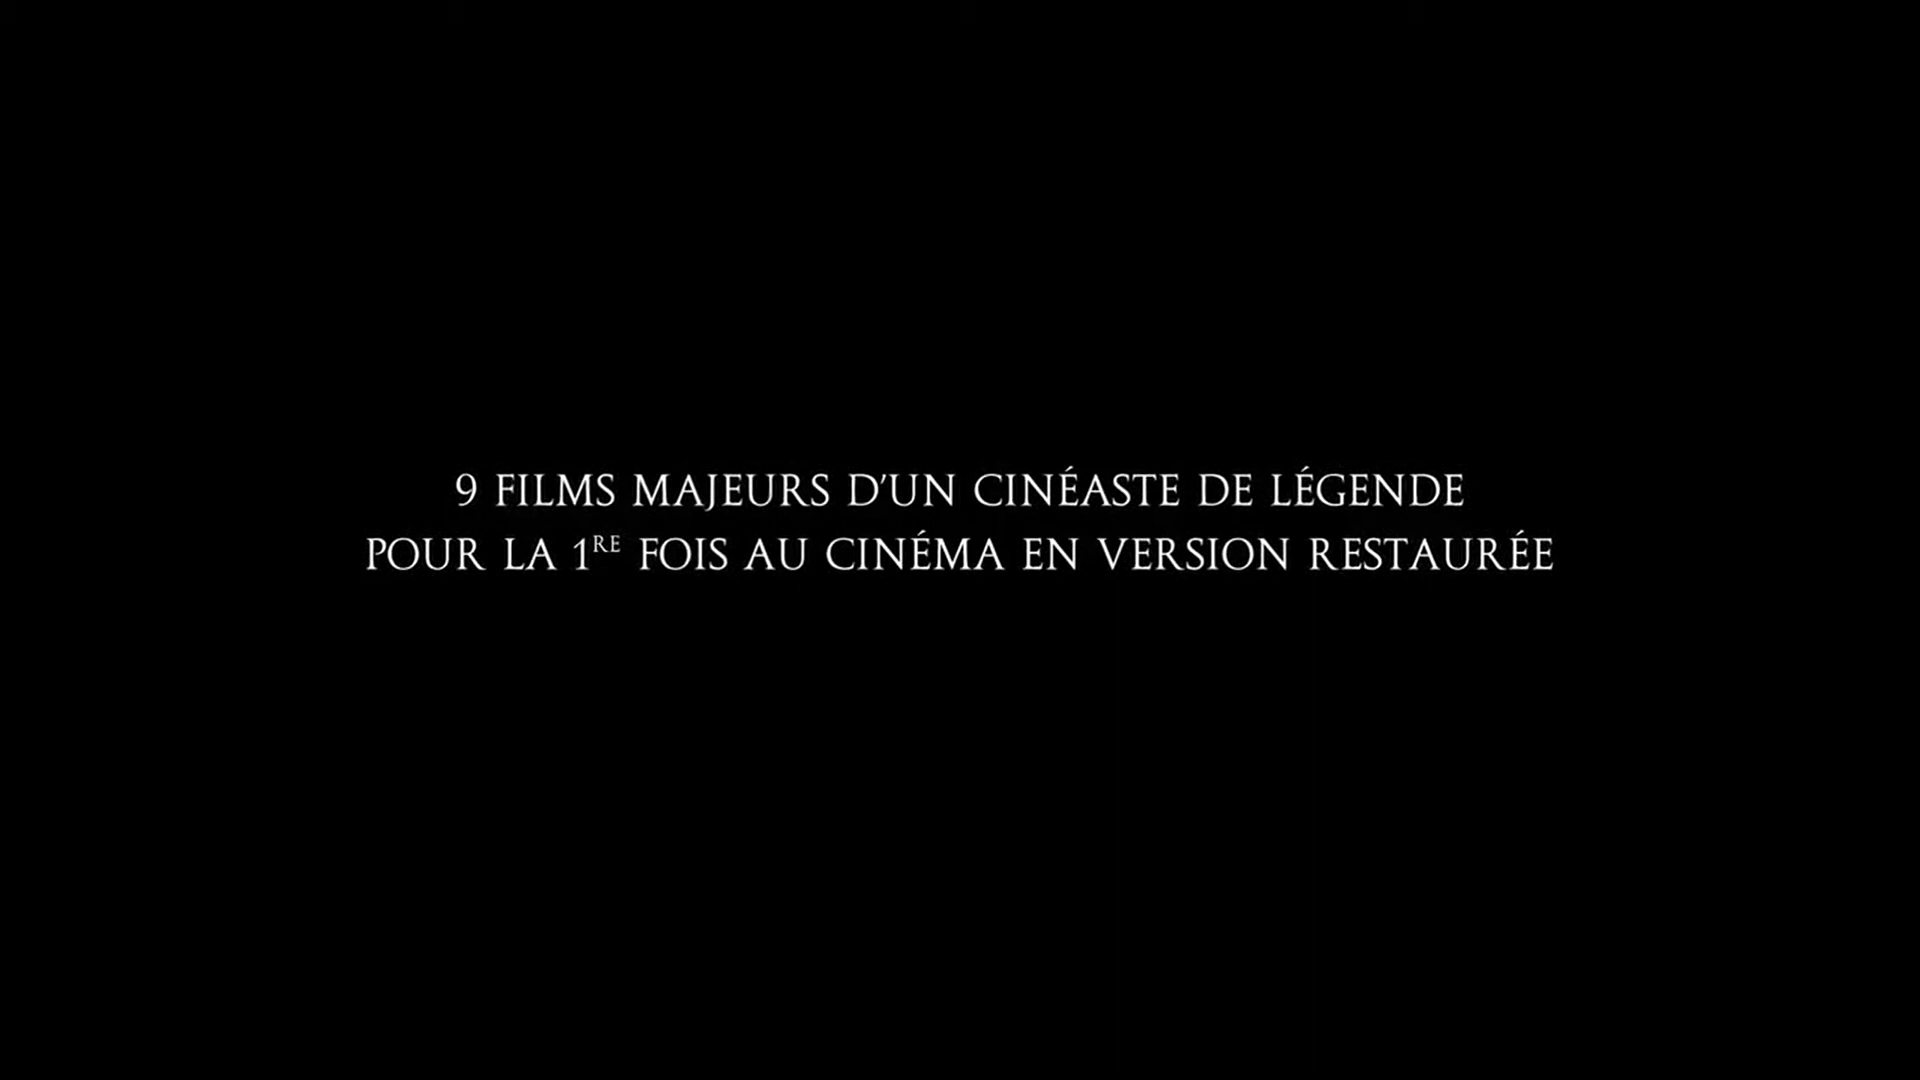 9 FILMS MAJEURS D'UN CINÉASTE DE LÉGENDE
POUR LA 1RE FOIS AU CINÉMA EN VERSION RESTAURÉE